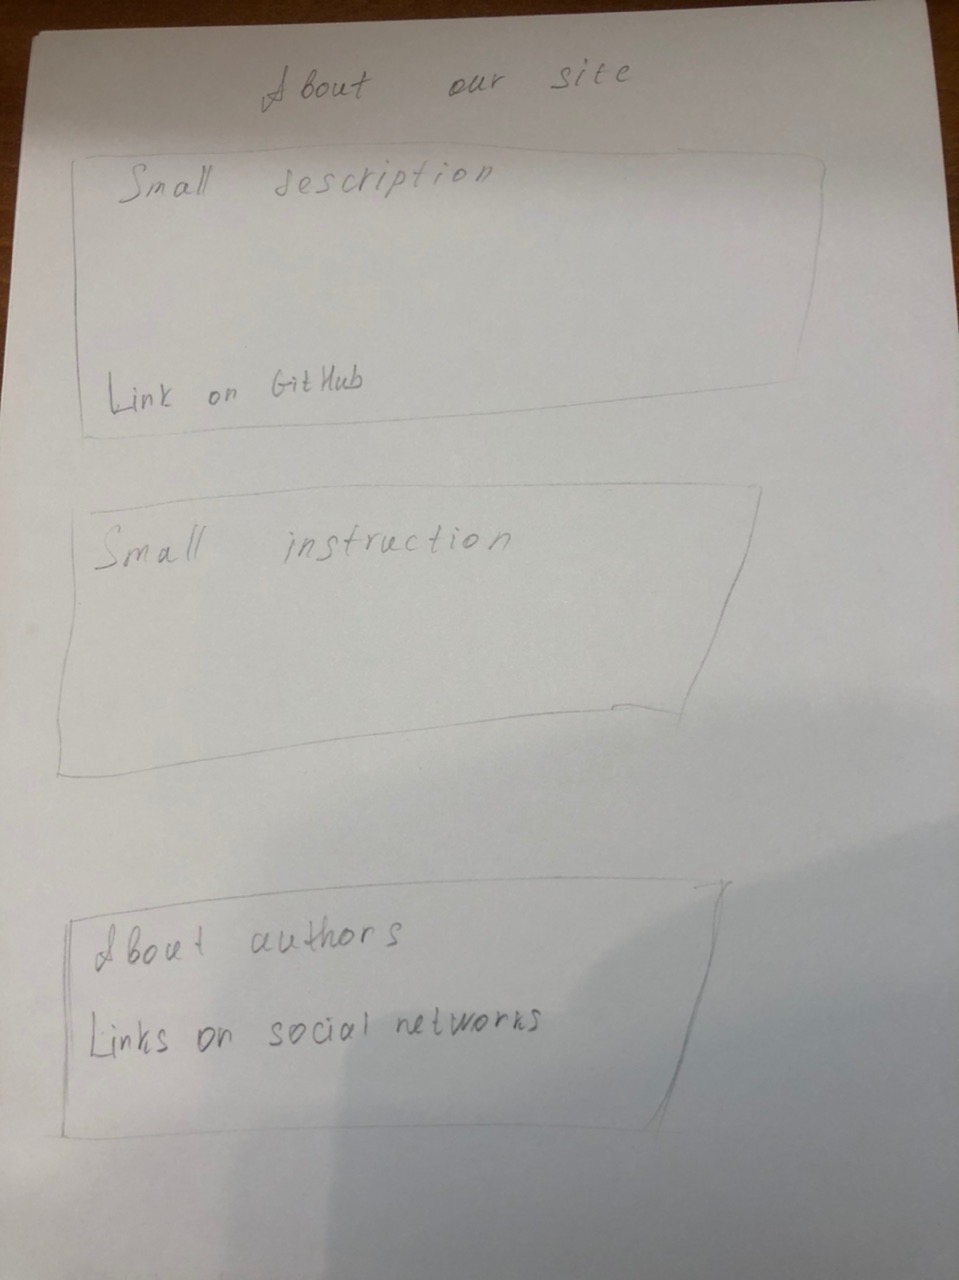 About our site
Small description
Link on GitHub
Small instruction
About authors
Links on social networks